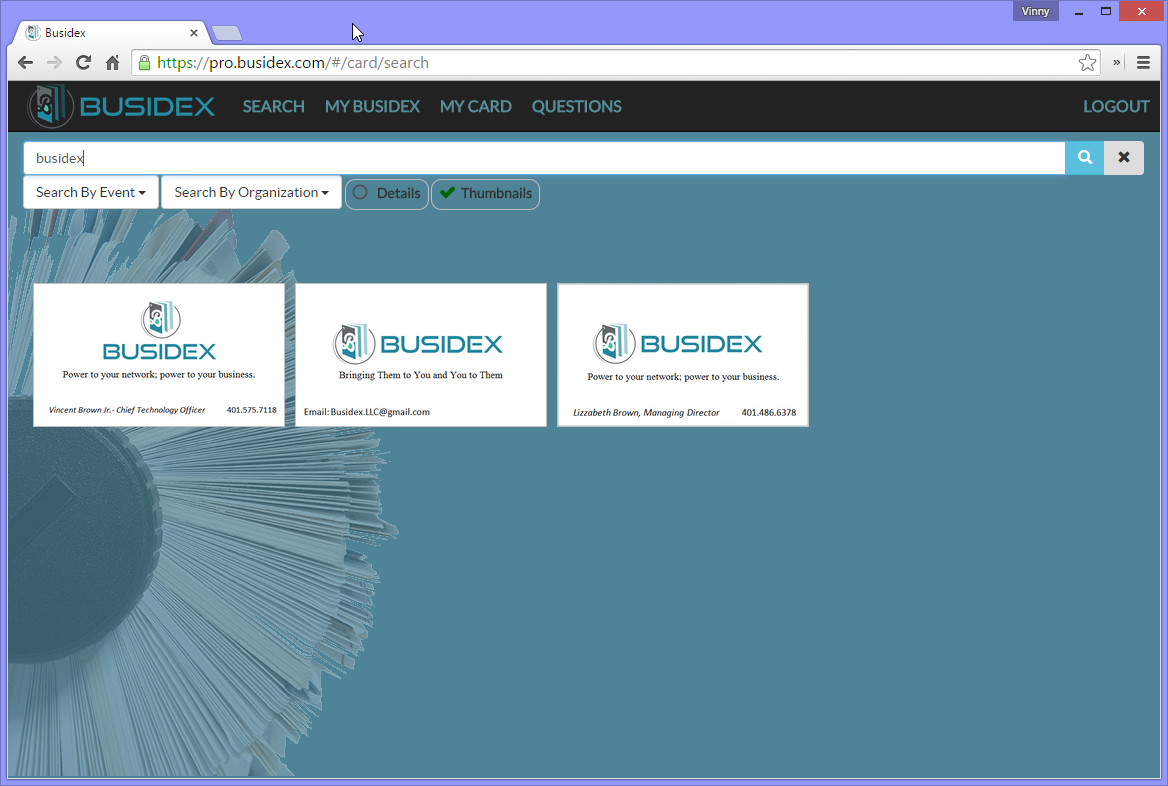 Vinny
Busidex
https://pro.busidex.com/#/card/search
BUSIDEX SEARCH MY BUSIDEX MY CARD QUESTIONS LOGOUT
busidex
Search By Event Search By Organization Details Thumbnails
BUSIDEX
Power to your network; power to your business.
Vincent Brown Jr.- Chief Technology Officer 401.575.7118
BUSIDEX
Bringing Them to You and You to Them
Email: Busidex.LLC@gmail.com
BUSIDEX
Power to your network; power to your business.
Lizzabeth Brown, Managing Director 401.486.6378